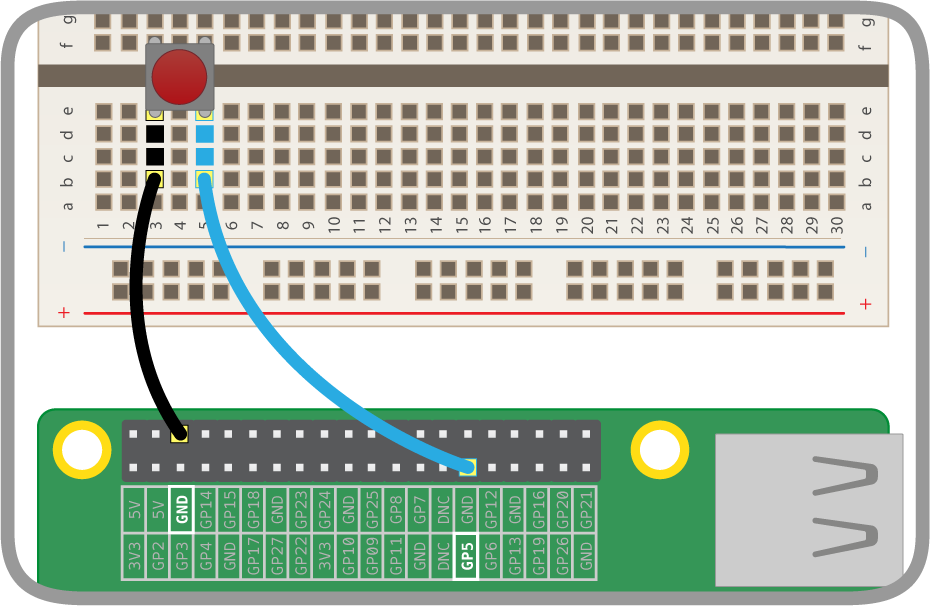 g g
f f
e e
d d
c c
b b
a a
1 2 3 4 5 6 7 8 9 10 11 12 13 14 15 16 17 18 19 20 21 22 23 24 25 26 27 28 29 30
− −
+ +
5V 5V GND GP14 GP15 GP18 GND GP23 GP24 GND GP25 GP8 GP7 DNC GND GP12 GND GP16 GP20 GP21
3V3 GP2 GP3 GP4 GND GP17 GP27 GP22 3V3 GP10 GP09 GP11 GND DNC GP5 GP6 GP13 GP19 GP26 GND